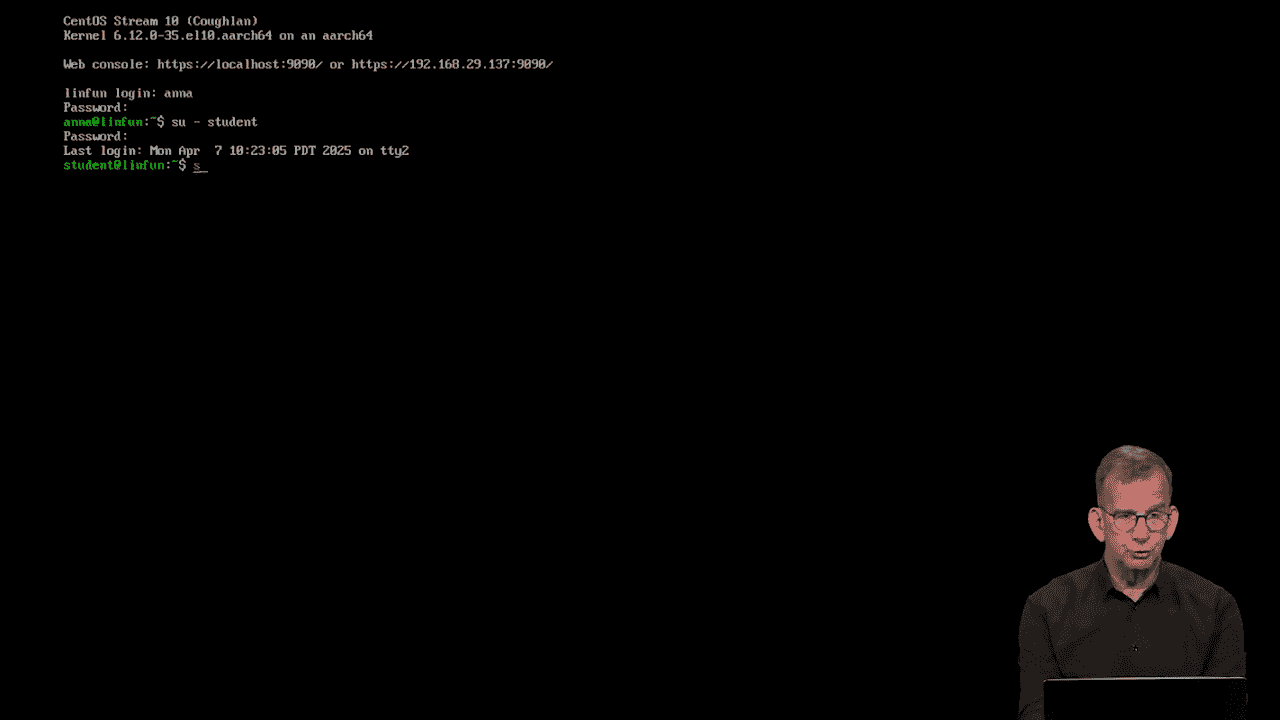 CentOS Stream 10 (Coughlan)
Kernel 6.12.0-35.el10.aarch64 on an aarch64
Web console: https://localhost:9090/ or https://192.168.29.137:9090/
linfun login: anna
Password:
anna@linfun:~$ su - student
Password:
Last login: Mon Apr  7 10:23:05 PDT 2025 on tty2
student@linfun:~$ s_